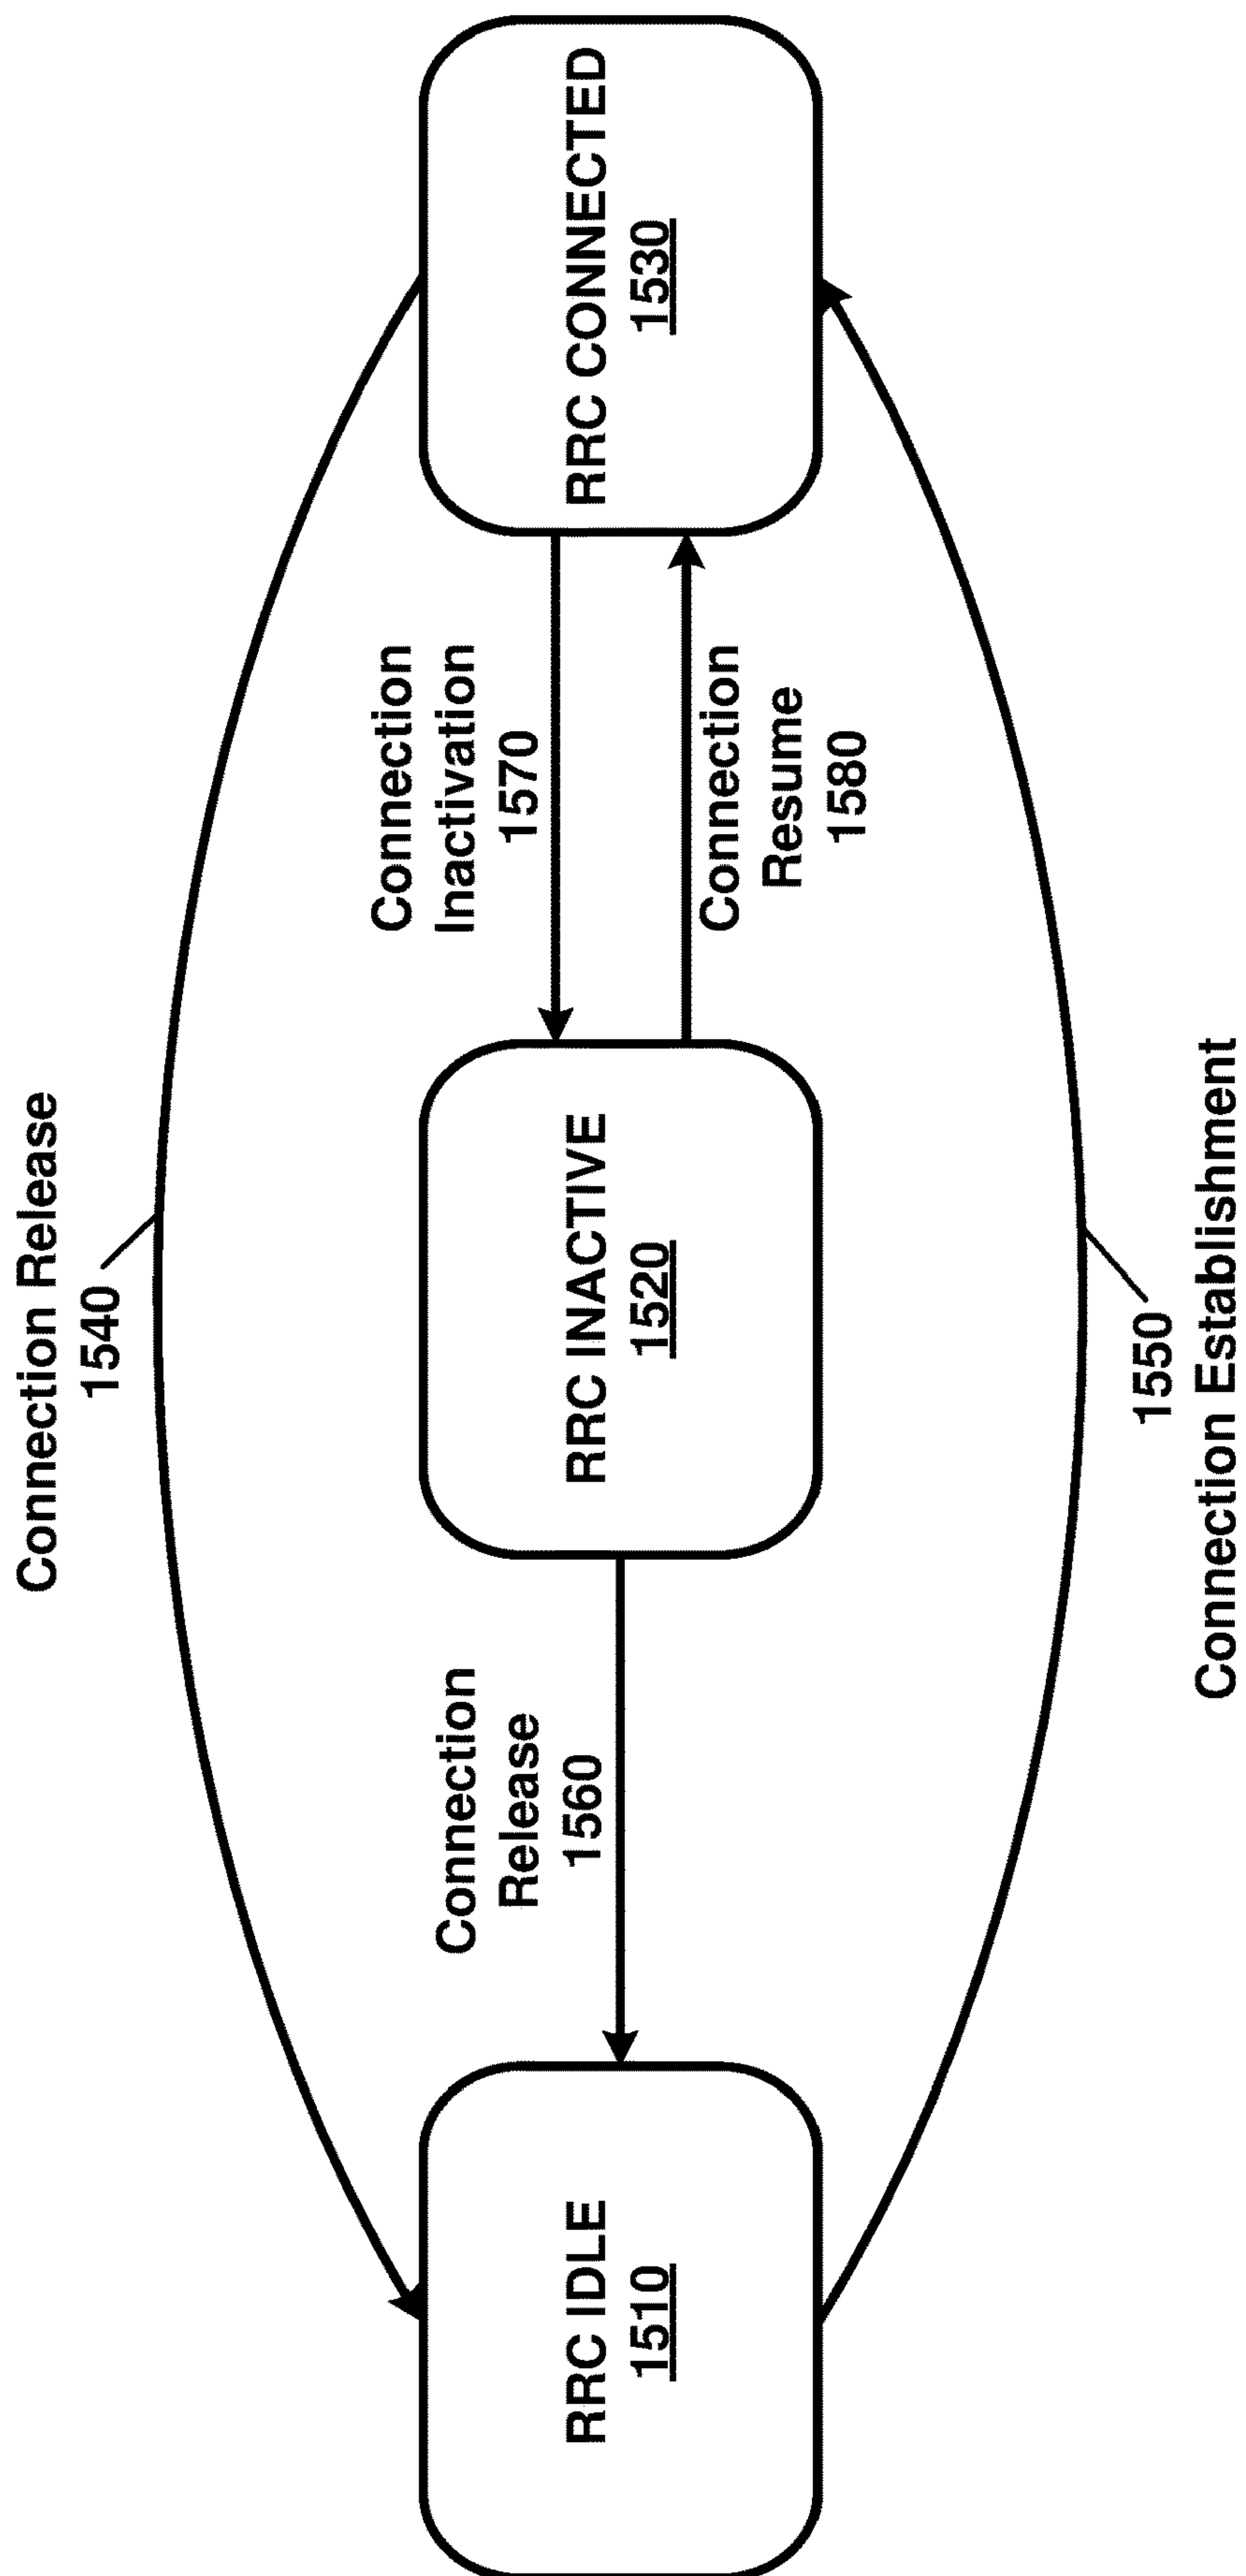 Connection Release
1540
Connection
Release
1560
Connection
Inactivation
1570
RRC IDLE
1510
RRC INACTIVE
1520
RRC CONNECTED
1530
Connection
Resume
1580
1550
Connection Establishment